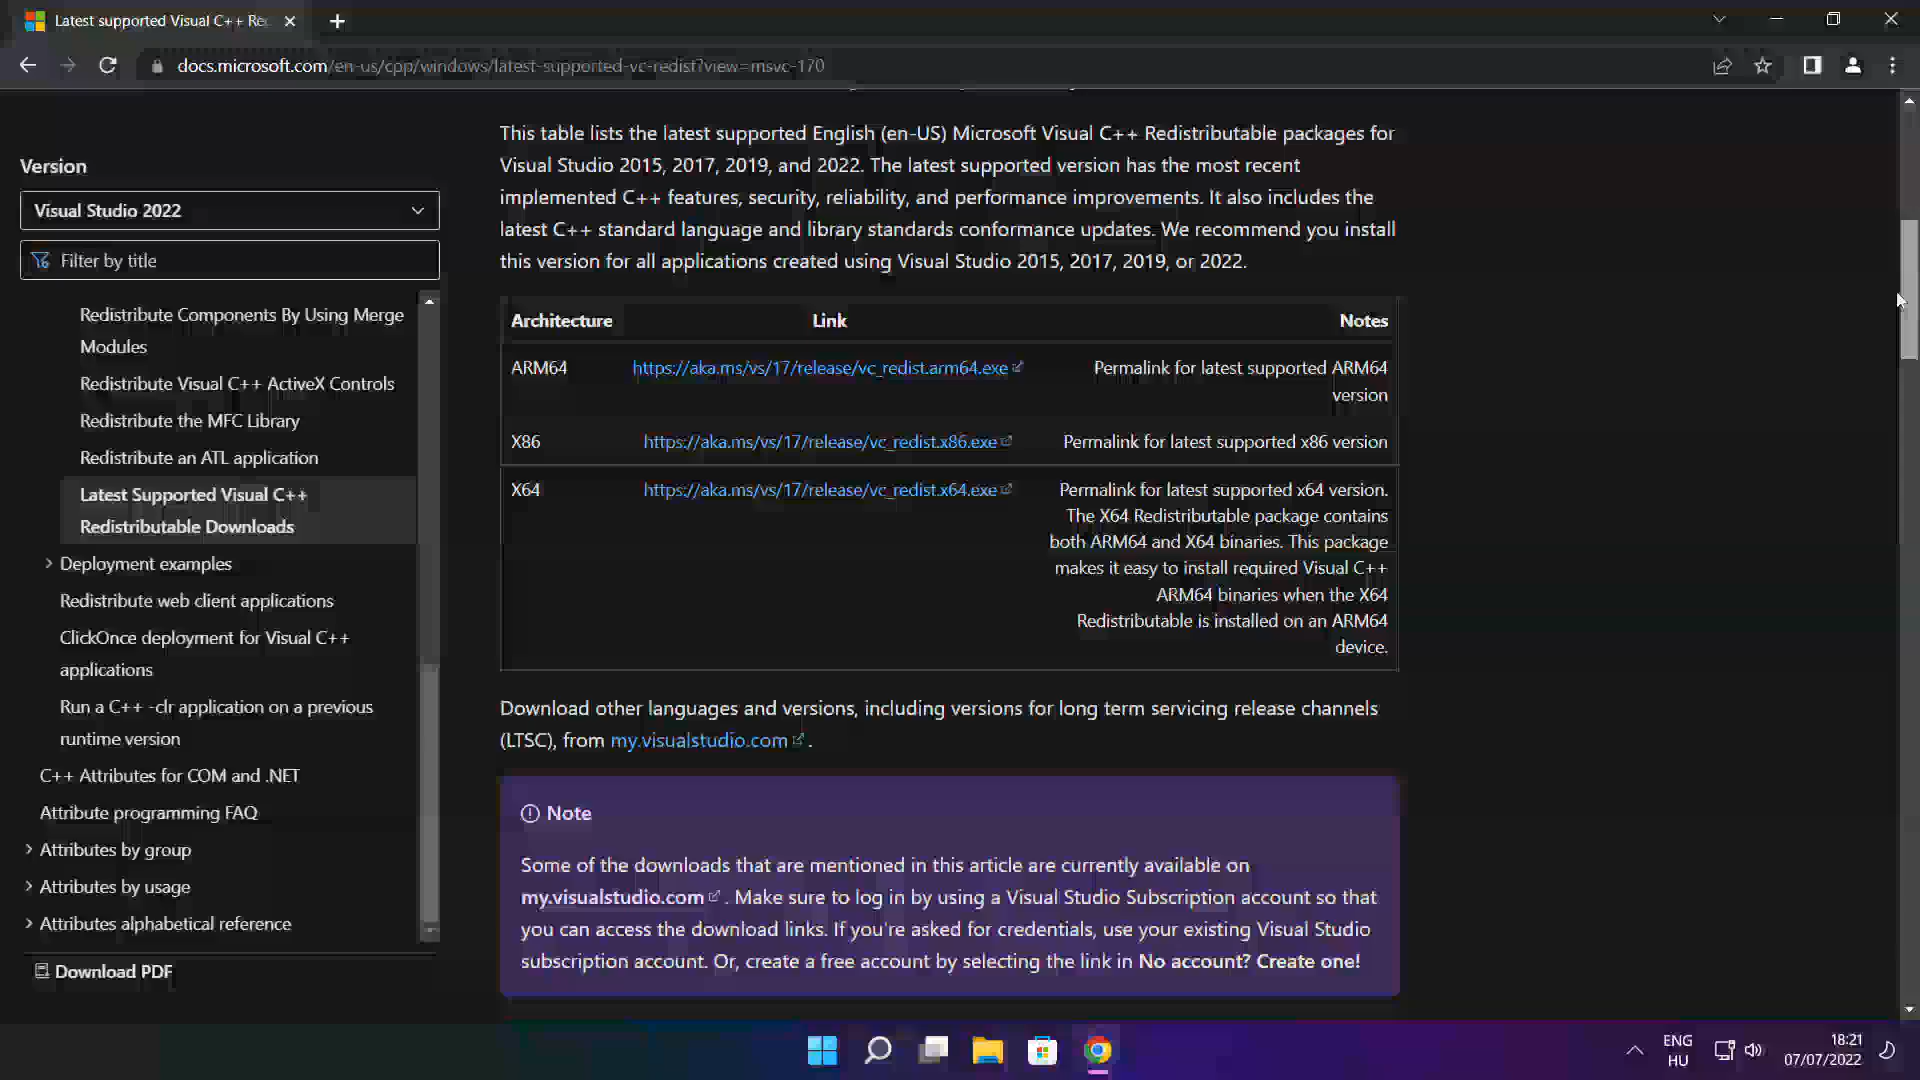 Latest supported Visual C++ Re
docs.microsoft.com/en-us/cpp/windows/latest-supported-vc-redist?view=msvc-170
Version
Visual Studio 2022
Filter by title
Redistribute Components By Using Merge
Modules
Redistribute Visual C++ ActiveX Controls
Redistribute the MFC Library
Redistribute an ATL application
Latest Supported Visual C++
Redistributable Downloads
Deployment examples
Redistribute web client applications
ClickOnce deployment for Visual C++
applications
Run a C++ -clr application on a previous
runtime version
C++ Attributes for COM and .NET
Attribute programming FAQ
Attributes by group
Attributes by usage
Attributes alphabetical reference
Download PDF
This table lists the latest supported English (en-US) Microsoft Visual C++ Redistributable packages for
Visual Studio 2015, 2017, 2019, and 2022. The latest supported version has the most recent
implemented C++ features, security, reliability, and performance improvements. It also includes the
latest C++ standard language and library standards conformance updates. We recommend you install
this version for all applications created using Visual Studio 2015, 2017, 2019, or 2022.
Architecture Link Notes
ARM64 https://aka.ms/vs/17/release/vc_redist.arm64.exe Permalink for latest supported ARM64
version
X86 https://aka.ms/vs/17/release/vc_redist.x86.exe Permalink for latest supported x86 version
X64 https://aka.ms/vs/17/release/vc_redist.x64.exe Permalink for latest supported x64 version.
The X64 Redistributable package contains
both ARM64 and X64 binaries. This package
makes it easy to install required Visual C++
ARM64 binaries when the X64
Redistributable is installed on an ARM64
device.
Download other languages and versions, including versions for long term servicing release channels
(LTSC), from my.visualstudio.com .
Note
Some of the downloads that are mentioned in this article are currently available on
my.visualstudio.com . Make sure to log in by using a Visual Studio Subscription account so that
you can access the download links. If you're asked for credentials, use your existing Visual Studio
subscription account. Or, create a free account by selecting the link in No account? Create one!
ENG
HU
18:21
07/07/2022